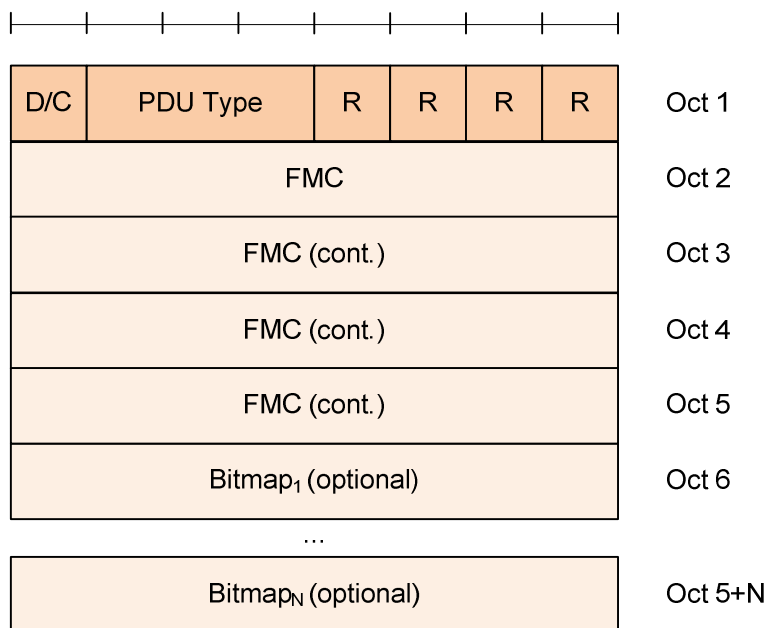 D/C PDU Type R R R R Oct 1
FMC Oct 2
FMC (cont.) Oct 3
FMC (cont.) Oct 4
FMC (cont.) Oct 5
Bitmap₁ (optional) Oct 6
...
Bitmap_N (optional) Oct 5+N